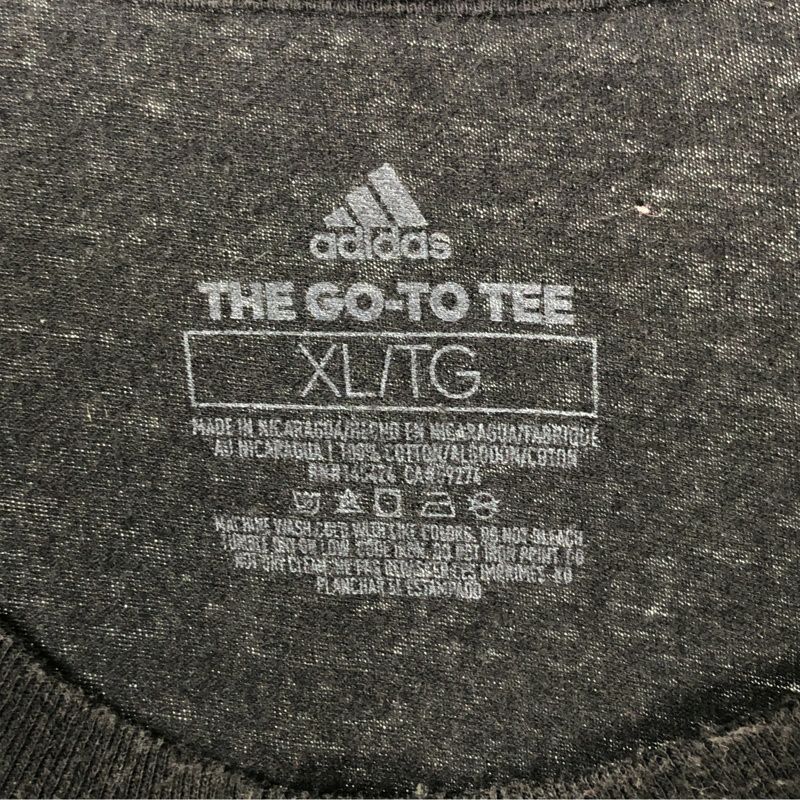 adidas
THE GO-TO TEE
XL/TG
MADE IN NICARAGUA/HECHO EN NICARAGUA/FABRIQUE
AU NICARAGUA | 100% COTTON/ALGODON/COTON
MACHINE WASH COLD WITH LIKE COLORS. DO NOT BLEACH
TUMBLE DRY ON LOW. COOL IRON. DO NOT IRON PRINT.
PLANCHAR EL ESTAMPADO